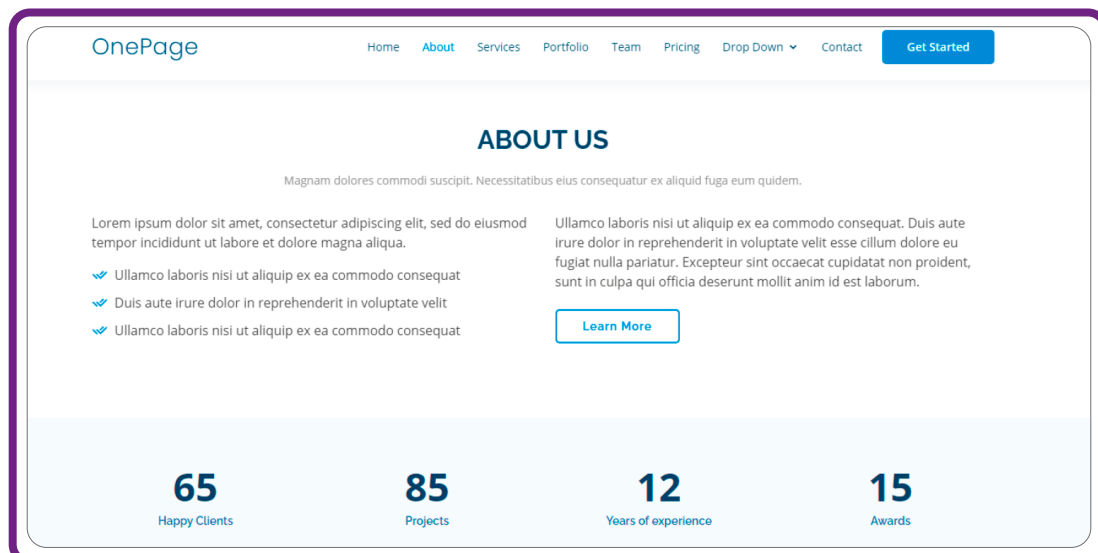 OnePage
Home About Services Portfolio Team Pricing Drop Down Contact Get Started
ABOUT US
Magnam dolores commodi suscipit. Necessitatibus eius consequatur ex aliquid fuga eum quidem.
Lorem ipsum dolor sit amet, consectetur adipiscing elit, sed do eiusmod
tempor incididunt ut labore et dolore magna aliqua.
Ullamco laboris nisi ut aliquip ex ea commodo consequat
Duis aute irure dolor in reprehenderit in voluptate velit
Ullamco laboris nisi ut aliquip ex ea commodo consequat
Ullamco laboris nisi ut aliquip ex ea commodo consequat. Duis aute
irure dolor in reprehenderit in voluptate velit esse cillum dolore eu
fugiat nulla pariatur. Excepteur sint occaecat cupidatat non proident,
sunt in culpa qui officia deserunt mollit anim id est laborum.
Learn More
65
Happy Clients
85
Projects
12
Years of experience
15
Awards